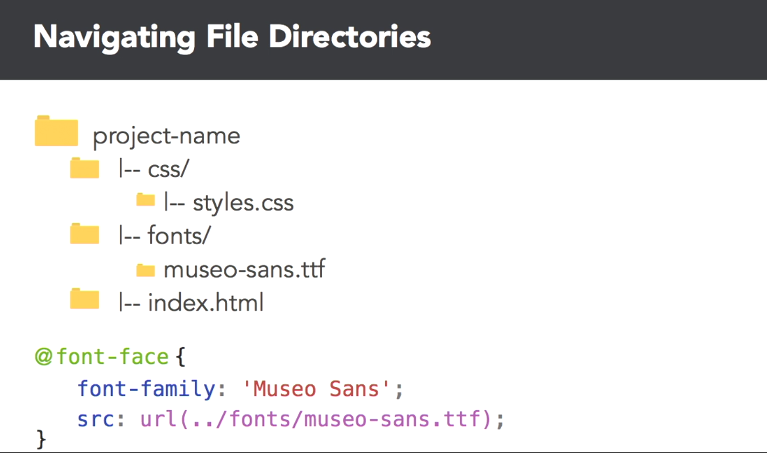 Navigating File Directories
project-name
|-- css/
|-- styles.css
|-- fonts/
museo-sans.ttf
|-- index.html
@font-face {
font-family: 'Museo Sans';
src: url(../fonts/museo-sans.ttf);
}